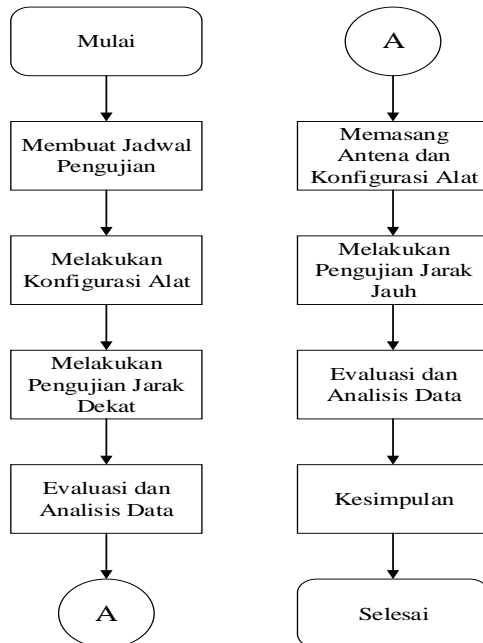 Mulai
Membuat Jadwal
Pengujian
Melakukan
Konfigurasi Alat
Melakukan
Pengujian Jarak
Dekat
Evaluasi dan
Analisis Data
A
A
Memasang
Antena dan
Konfigurasi Alat
Melakukan
Pengujian Jarak
Jauh
Evaluasi dan
Analisis Data
Kesimpulan
Selesai